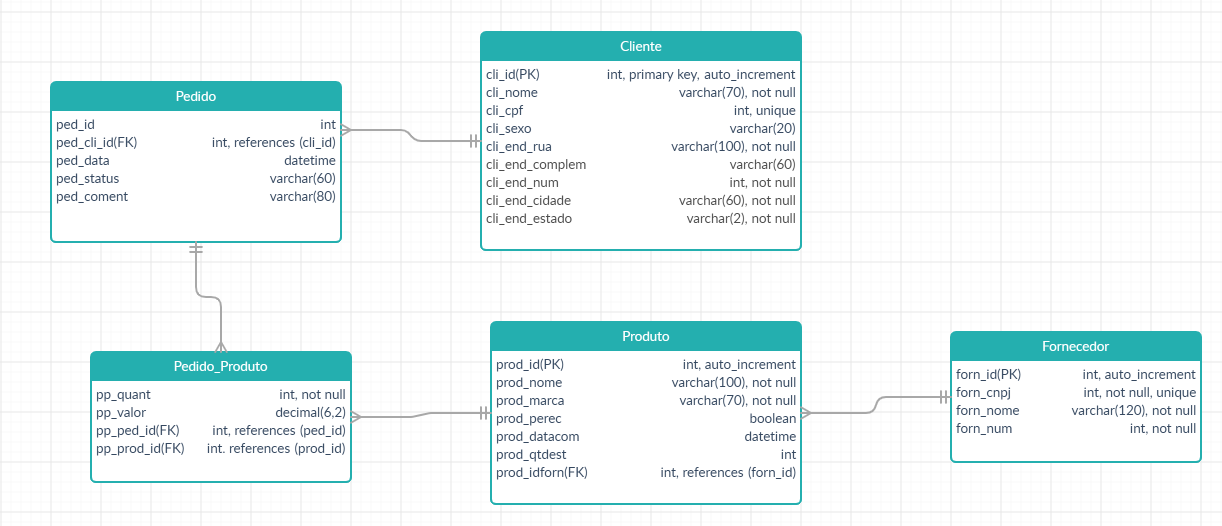 Cliente
cli_id(PK) int, primary key, auto_increment
cli_nome varchar(70), not null
cli_cpf int, unique
cli_sexo varchar(20)
cli_end_rua varchar(100), not null
cli_end_complem varchar(60)
cli_end_num int, not null
cli_end_cidade varchar(60), not null
cli_end_estado varchar(2), not null
Pedido
ped_id int
ped_cli_id(FK) int, references (cli_id)
ped_data datetime
ped_status varchar(60)
ped_coment varchar(80)
Pedido_Produto
pp_quant int, not null
pp_valor decimal(6,2)
pp_ped_id(FK) int, references (ped_id)
pp_prod_id(FK) int. references (prod_id)
Produto
prod_id(PK) int, auto_increment
prod_nome varchar(100), not null
prod_marca varchar(70), not null
prod_perec boolean
prod_datacom datetime
prod_qtdest int
prod_idforn(FK) int, references (forn_id)
Fornecedor
forn_id(PK) int, auto_increment
forn_cnpj int, not null, unique
forn_nome varchar(120), not null
forn_num int, not null